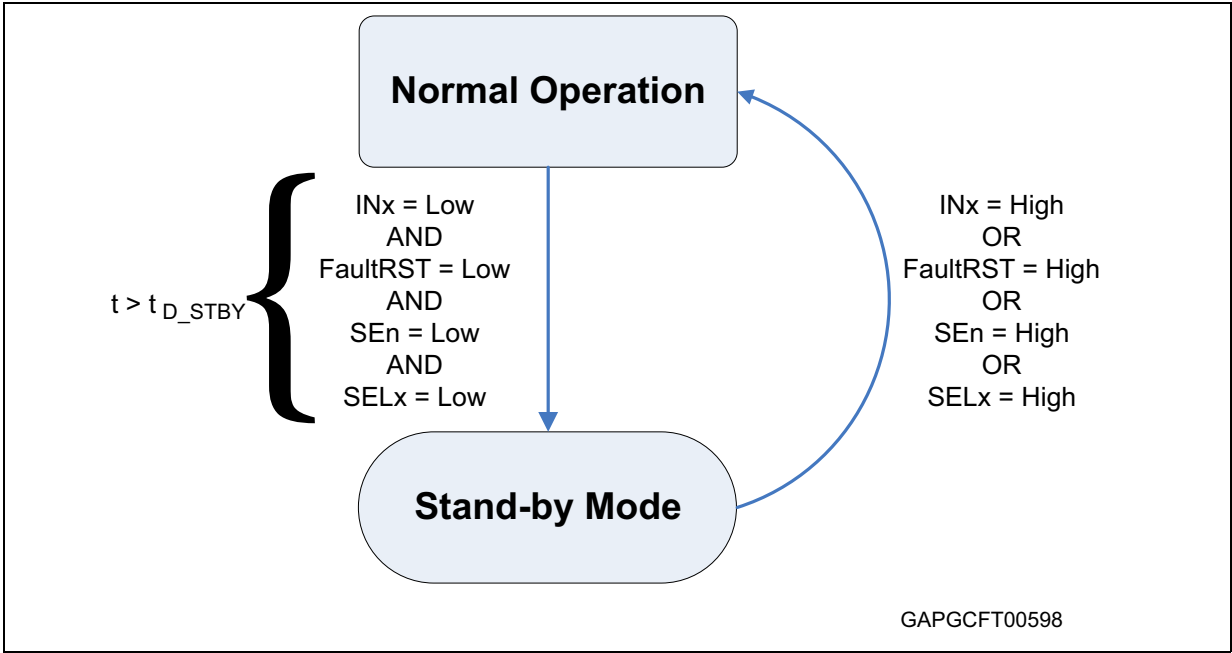 Normal Operation
t > t D_STBY
{
INx = Low
AND
FaultRST = Low
AND
SEn = Low
AND
SELx = Low
INx = High
OR
FaultRST = High
OR
SEn = High
OR
SELx = High
Stand-by Mode
GAPGCFT00598